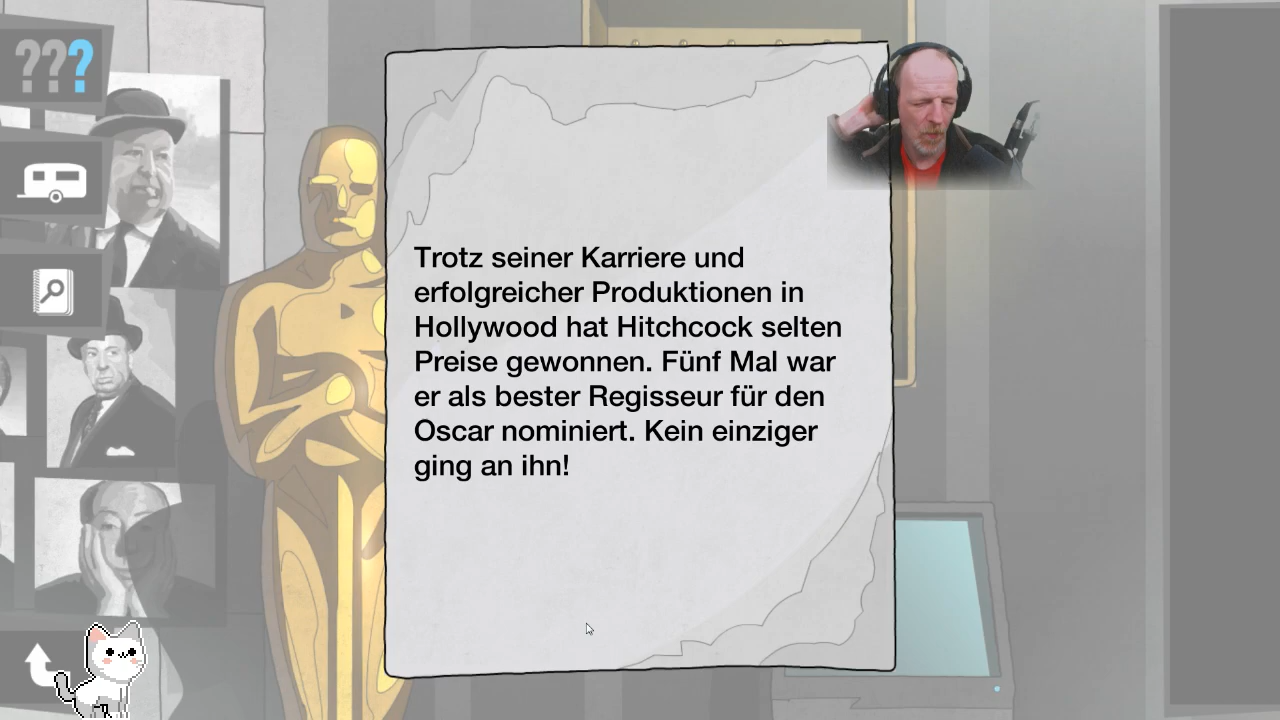 ???
Trotz seiner Karriere und
erfolgreicher Produktionen in
Hollywood hat Hitchcock selten
Preise gewonnen. Fünf Mal war
er als bester Regisseur für den
Oscar nominiert. Kein einziger
ging an ihn!